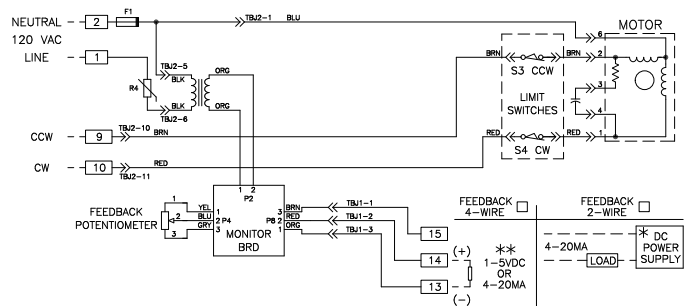 NEUTRAL 2 F1 TBJ2-1 BLU 6 MOTOR
120 VAC
LINE 1
R4 TBJ2-5 BLK ORG
BLK ORG
TBJ2-6
BRN S3 CCW BRN 2
LIMIT SWITCHES
3
4
RED S4 CW RED 1
CCW 9 TBJ2-10 BRN
CW 10 TBJ2-11 RED
1 2
P2
FEEDBACK POTENTIOMETER
1 YEL 1
2 BLU 2 P4
3 GRY 3
MONITOR BRD
P8
3 BRN TBJ1-1 15
2 RED TBJ1-2 14
1 ORG TBJ1-3 13
FEEDBACK 4-WIRE
(+)
(-)
**
1-5VDC
OR
4-20MA
FEEDBACK 2-WIRE
4-20MA
LOAD
* DC
POWER
SUPPLY